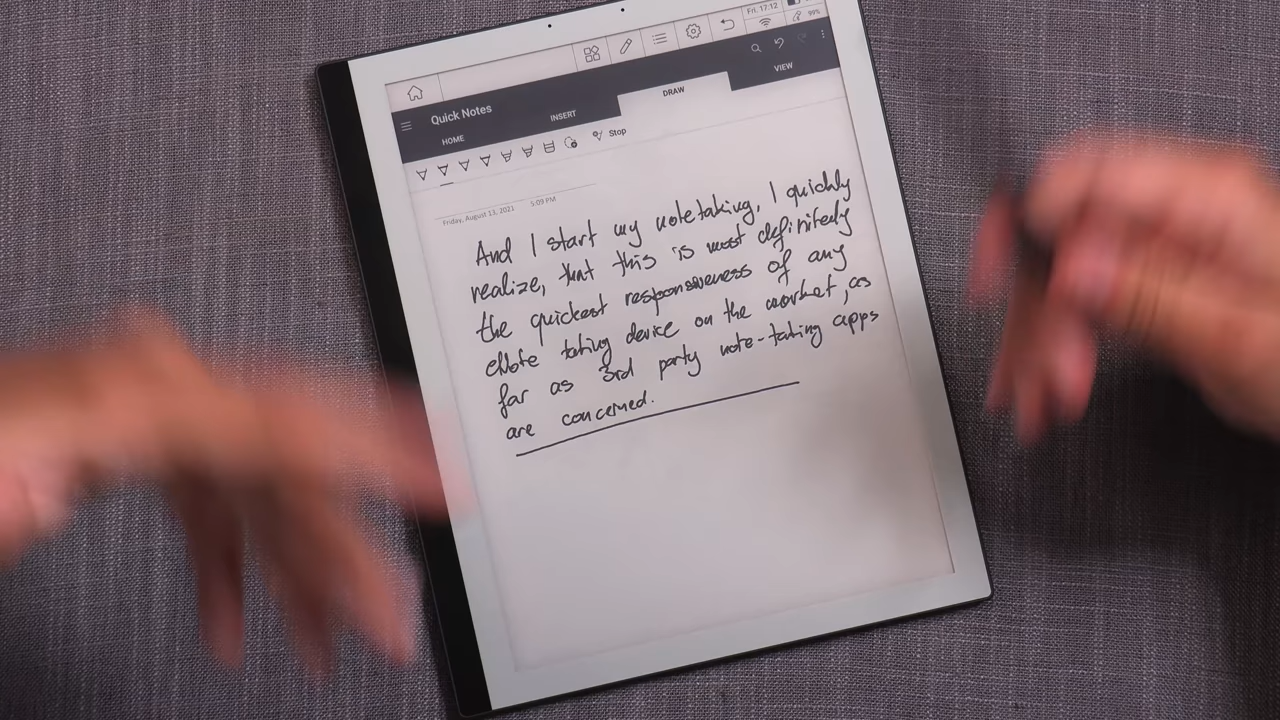 Fri. 17:12
99%
Quick Notes
HOME
INSERT
DRAW
VIEW
Stop
Friday, August 13, 2021 5:09 PM
And I start my notetaking, I quickly
realize, that this is most definitely
the quickest responsiveness of any
eNote taking device on the market, as
far as 3rd party note-taking apps
are concerned.